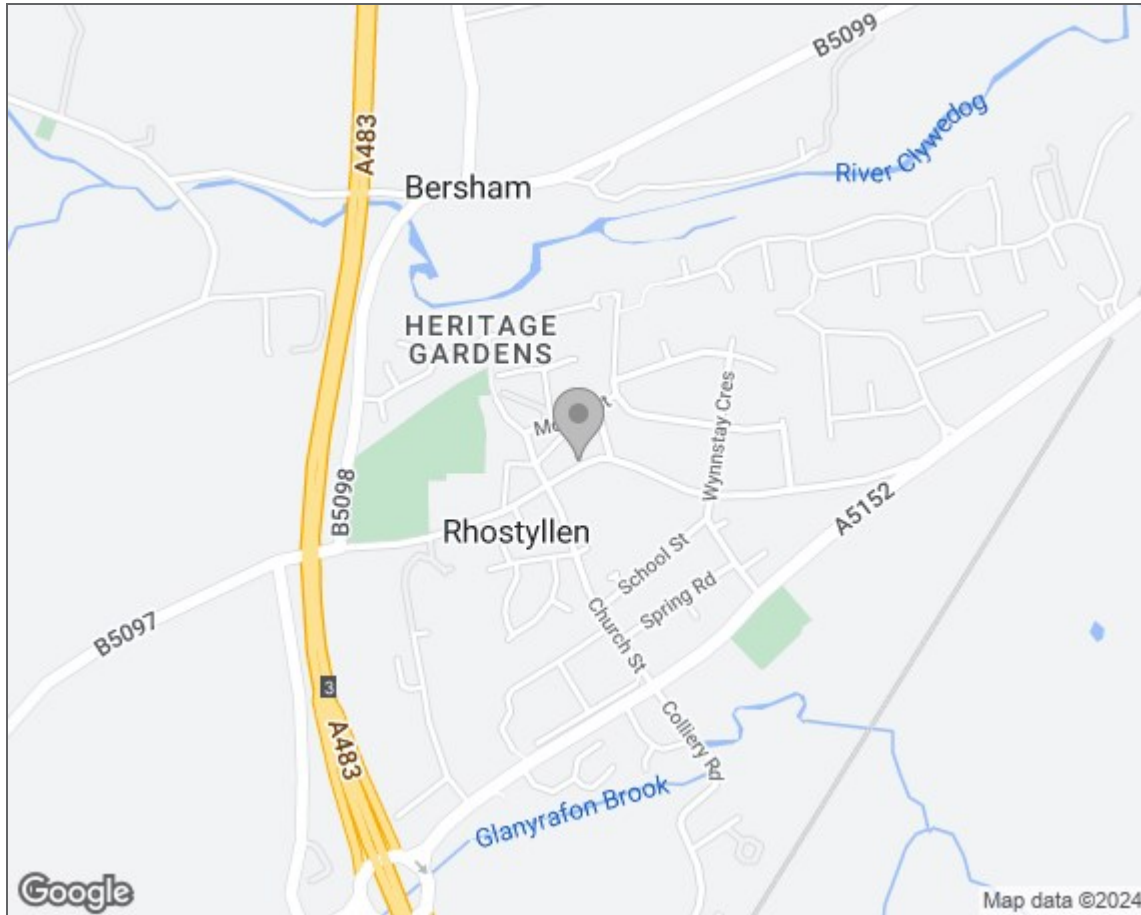 B5099
A483
River Clywedog
Bersham
HERITAGE
GARDENS
Wynnstay Cres
B5098
A5152
Rhostyllen
School St
Spring Rd
B5097
Church St
3
A483
Colliery Rd
Glanyrafon Brook
Google
Map data ©2024